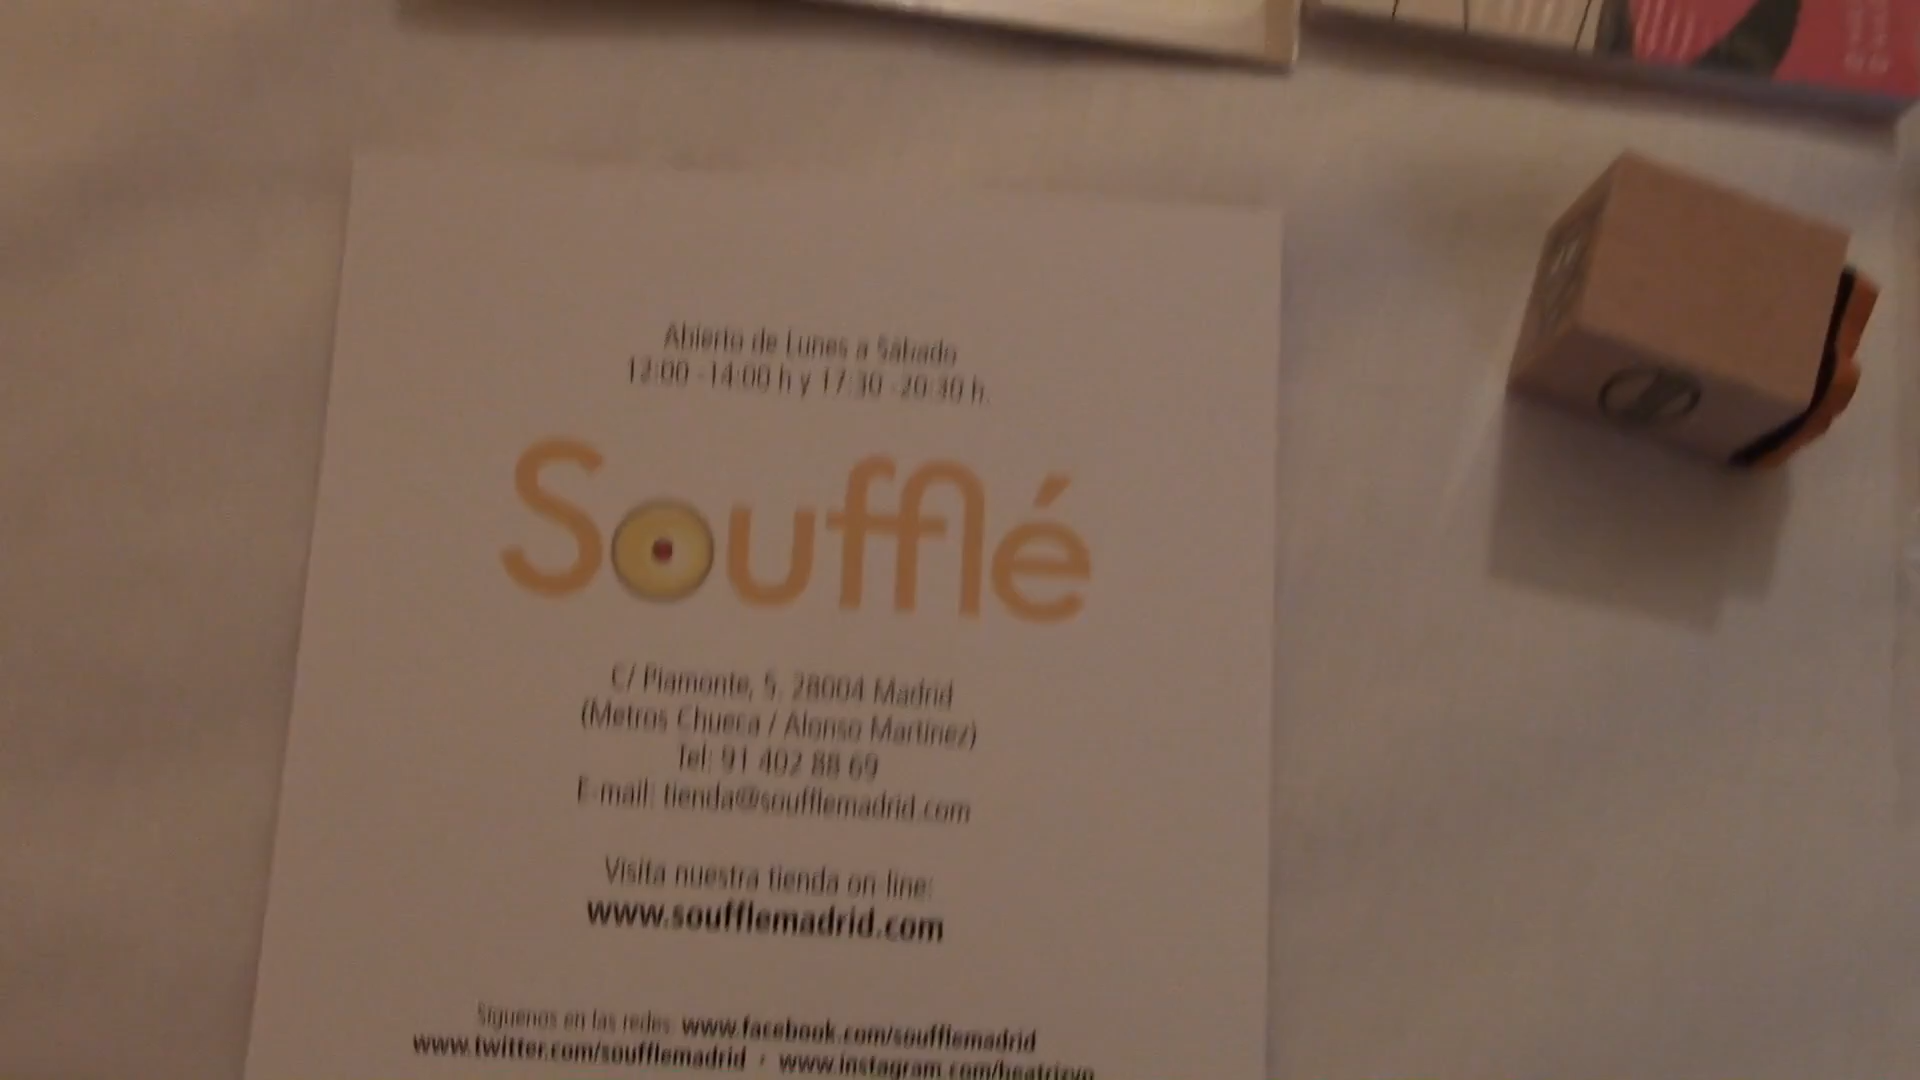 Abierto de Lunes a Sábado
12:00 -14:00 h y 17:30 -20:30 h.
Soufflé
C/ Piamonte, 5. 28004 Madrid
(Metros Chueca / Alonso Martínez)
Tel: 91 402 88 69
E-mail: tienda@soufflemadrid.com
Visita nuestra tienda on-line:
www.soufflemadrid.com
Síguenos en las redes: www.facebook.com/soufflemadrid
www.twitter.com/soufflemadrid ·